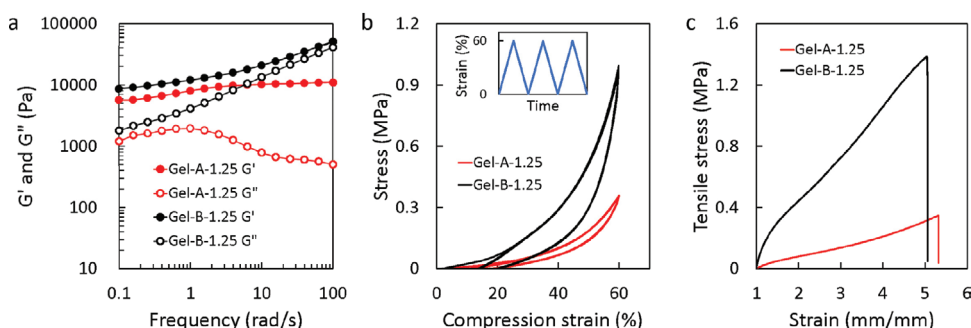 a
100000
10000
1000
100
10
G' and G" (Pa)
Gel-A-1.25 G'
Gel-A-1.25 G"
Gel-B-1.25 G'
Gel-B-1.25 G"
0.1 1 10 100
Frequency (rad/s)
b
1.2
0.9
0.6
0.3
0
Stress (MPa)
60
0
Strain (%)
Time
Gel-A-1.25
Gel-B-1.25
0 20 40 60
Compression strain (%)
c
1.6
1.2
0.8
0.4
0
Tensile stress (MPa)
Gel-A-1.25
Gel-B-1.25
1 2 3 4 5 6
Strain (mm/mm)